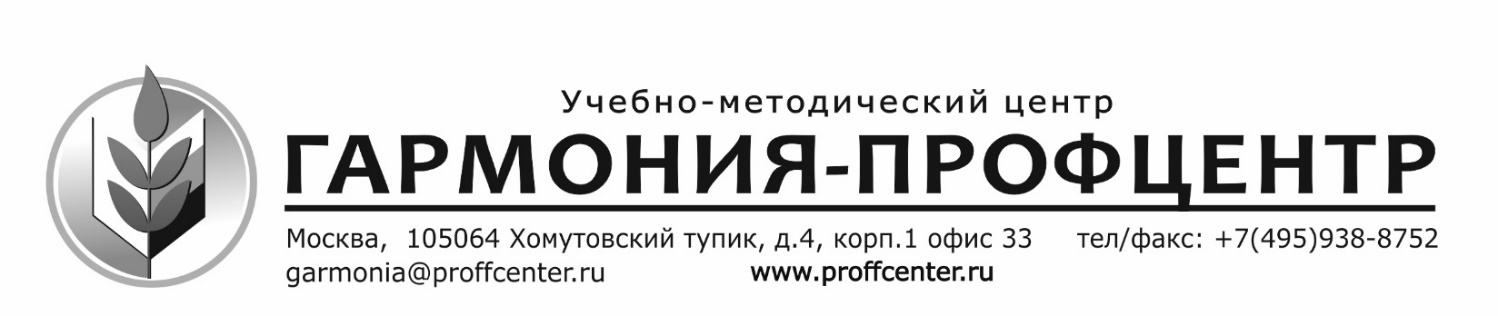 Учебно-методический центр
ГАРМОНИЯ-ПРОФЦЕНТР
Москва, 105064 Хомутовский тупик, д.4, корп.1 офис 33 тел/факс: +7(495)938-8752
garmonia@proffcenter.ru www.proffcenter.ru